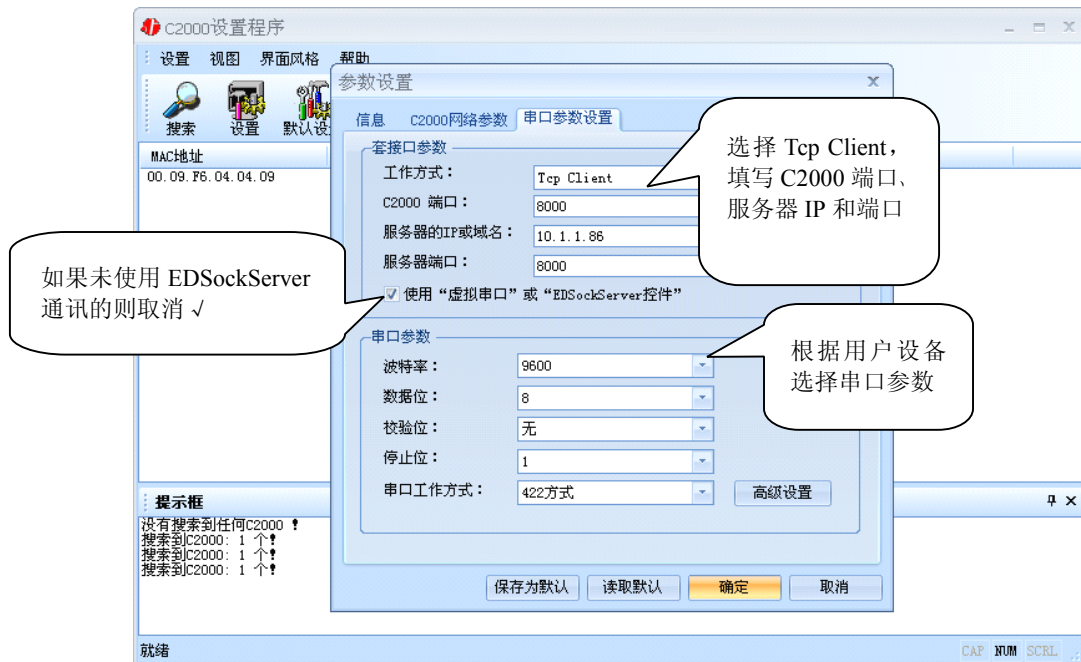 C2000设置程序
设置 视图 界面风格 帮助
搜索 设置 默认设
MAC地址
00.09.F6.04.04.09
参数设置
信息 C2000网络参数 串口参数设置
套接口参数
工作方式： Tcp Client
C2000 端口： 8000
服务器的IP或域名： 10.1.1.86
服务器端口： 8000
使用“虚拟串口”或“EDSockServer控件”
串口参数
波特率： 9600
数据位： 8
校验位： 无
停止位： 1
串口工作方式： 422方式 高级设置
保存为默认 读取默认 确定 取消
选择 Tcp Client，
填写 C2000 端口、
服务器 IP 和端口
如果未使用 EDSockServer
通讯的则取消 √
根据用户设备
选择串口参数
提示框
没有搜索到任何C2000 !
搜索到C2000: 1 个!
搜索到C2000: 1 个!
搜索到C2000: 1 个!
就绪 CAP NUM SCRL